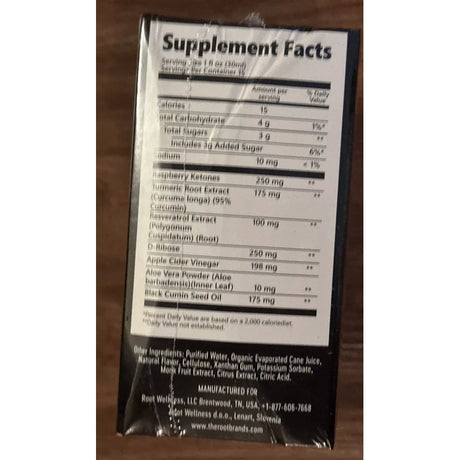 Supplement Facts
Serving Size 1 fl oz (30ml)
Servings Per Container 15
Amount per serving % Daily Value
Calories 15
Total Carbohydrate 4 g 1%*
Total Sugars 3 g **
Includes 3g Added Sugar 6%*
Sodium 10 mg < 1%
Raspberry Ketones 250 mg **
Turmeric Root Extract 175 mg **
(Curcume longa) (95%
Curcumin)
Resveratrol Extract 100 mg **
(Polygonum
Cuspidatum) (Root)
D-Ribose 250 mg **
Apple Cider Vinegar 198 mg **
Aloe Vera Powder (Aloe
barbadensis)(Inner Leaf) 10 mg **
Black Cumin Seed Oil 175 mg **
*Percent Daily Value are based on a 2,000 caloriediet.
**Daily Value not established.
Other Ingredients: Purified Water, Organic Evaporated Cane Juice,
Natural Flavor, Cellulose, Xanthan Gum, Potassium Sorbate,
Monk Fruit Extract, Citrus Extract, Citric Acid.
MANUFACTURED FOR
Root Wellness, LLC Brentwood, TN, USA, +1-877-606-7668
Root Wellness d.o.o., Lenart, Slovenia
www.therootbrands.com